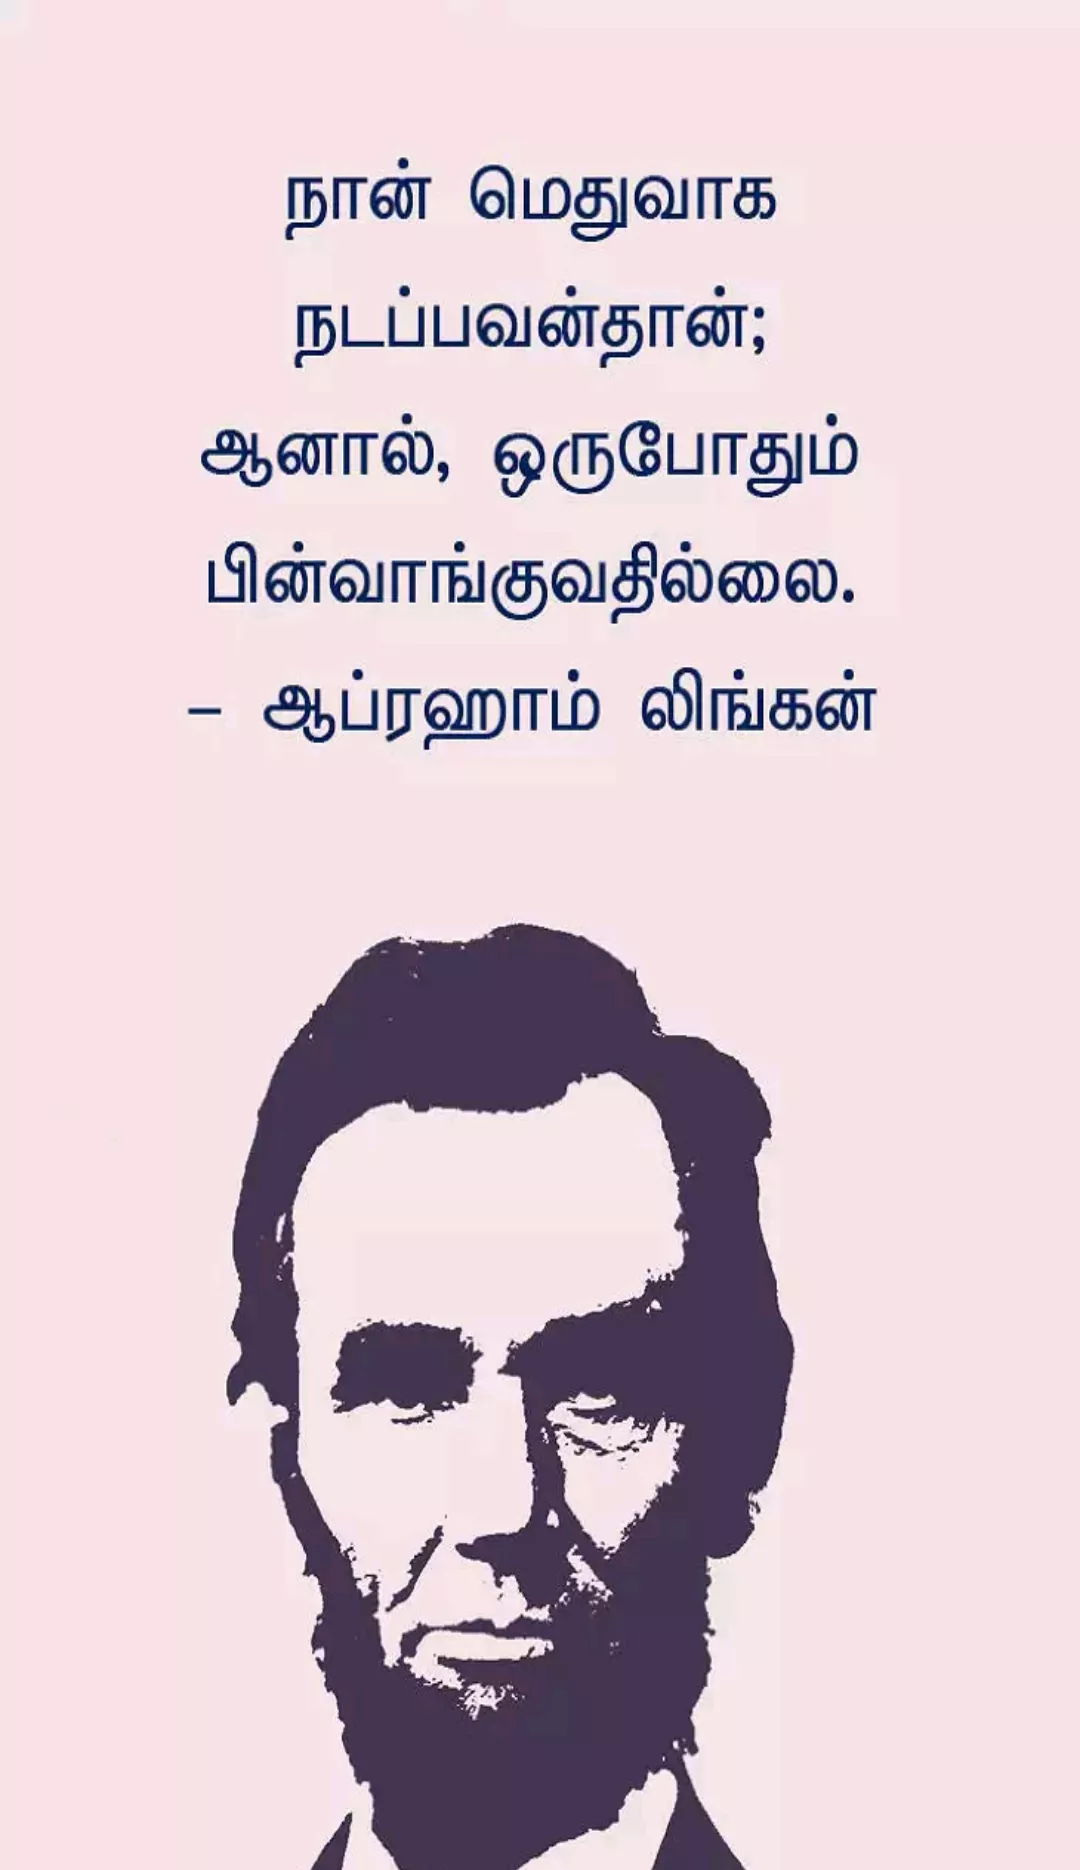 நான் மெதுவாக
நடப்பவன்தான்;
ஆனால், ஒருபோதும்
பின்வாங்குவதில்லை.
– ஆப்ரஹாம் லிங்கன்